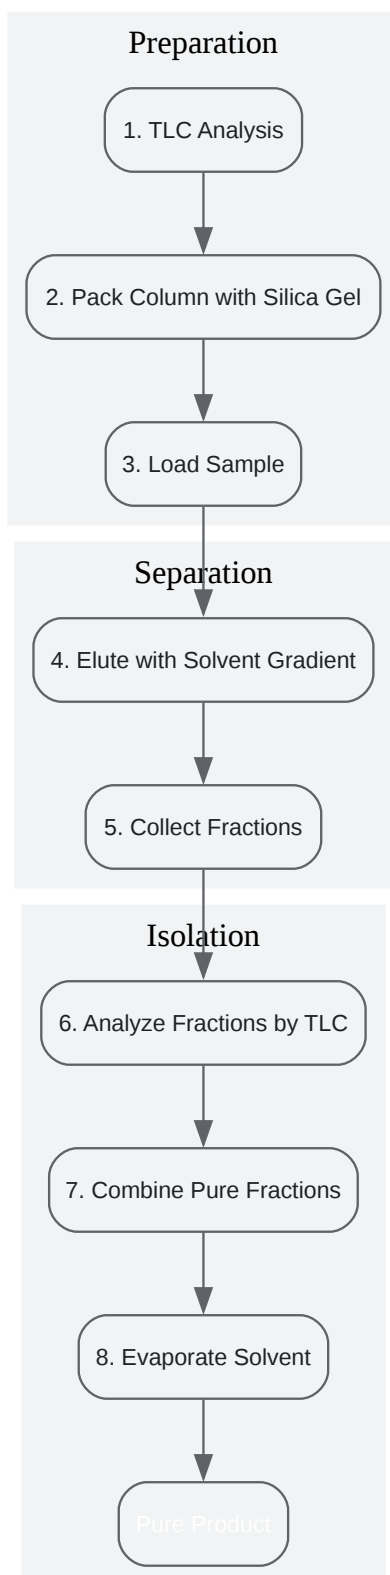 Preparation
1. TLC Analysis
2. Pack Column with Silica Gel
3. Load Sample
Separation
4. Elute with Solvent Gradient
5. Collect Fractions
Isolation
6. Analyze Fractions by TLC
7. Combine Pure Fractions
8. Evaporate Solvent
Pure Product